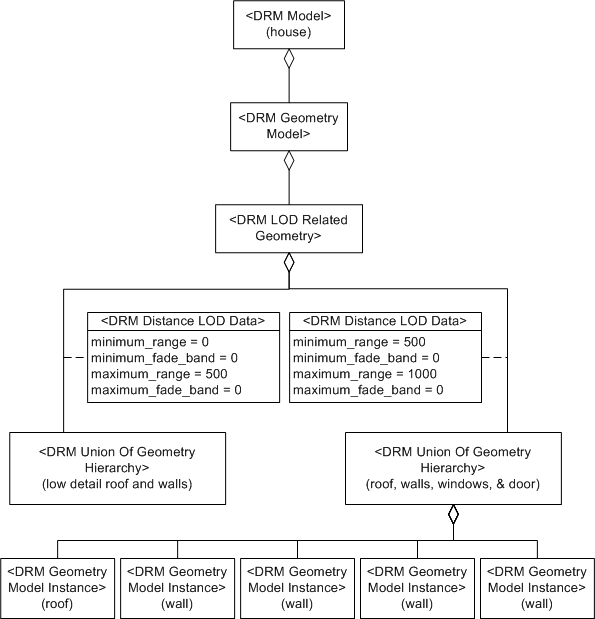 <DRM Model>
(house)
<DRM Geometry
Model>
<DRM LOD Related
Geometry>
<DRM Distance LOD Data>
minimum_range = 0
minimum_fade_band = 0
maximum_range = 500
maximum_fade_band = 0
<DRM Distance LOD Data>
minimum_range = 500
minimum_fade_band = 0
maximum_range = 1000
maximum_fade_band = 0
<DRM Union Of Geometry
Hierarchy>
(low detail roof and walls)
<DRM Union Of Geometry
Hierarchy>
(roof, walls, windows, & door)
<DRM Geometry
Model Instance>
(roof)
<DRM Geometry
Model Instance>
(wall)
<DRM Geometry
Model Instance>
(wall)
<DRM Geometry
Model Instance>
(wall)
<DRM Geometry
Model Instance>
(wall)